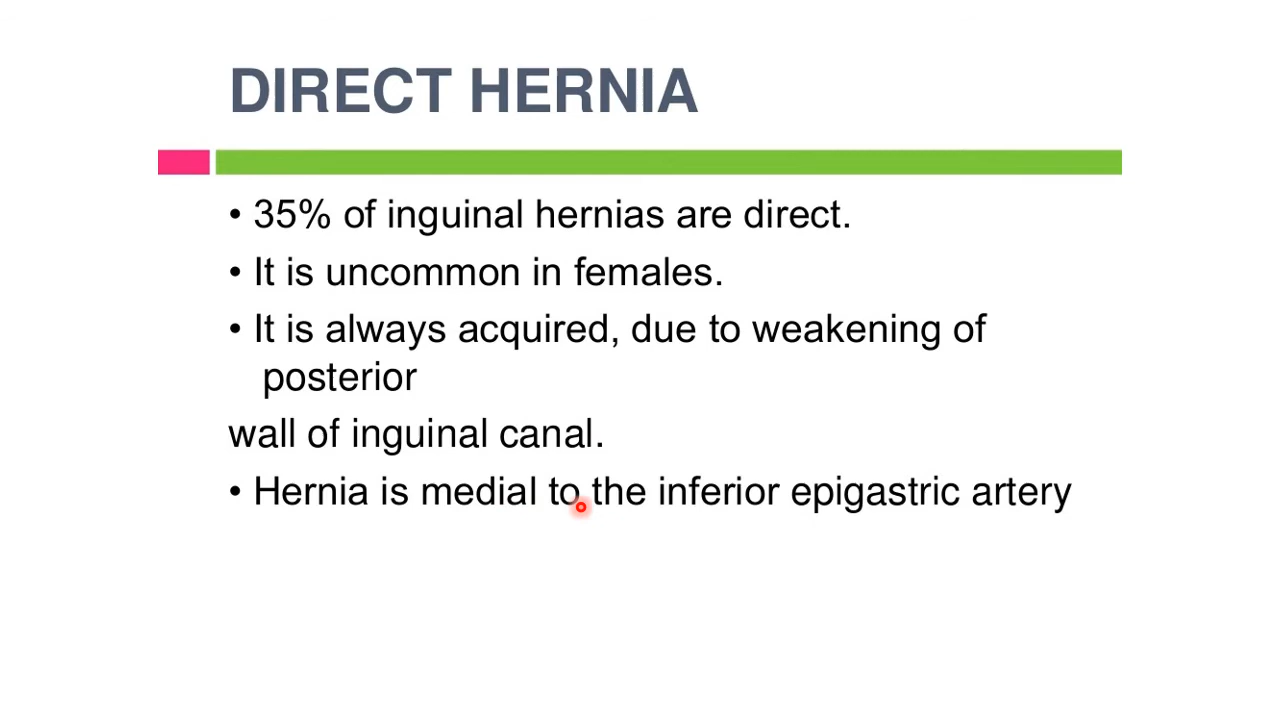 DIRECT HERNIA
• 35% of inguinal hernias are direct.
• It is uncommon in females.
• It is always acquired, due to weakening of
posterior
wall of inguinal canal.
• Hernia is medial to the inferior epigastric artery